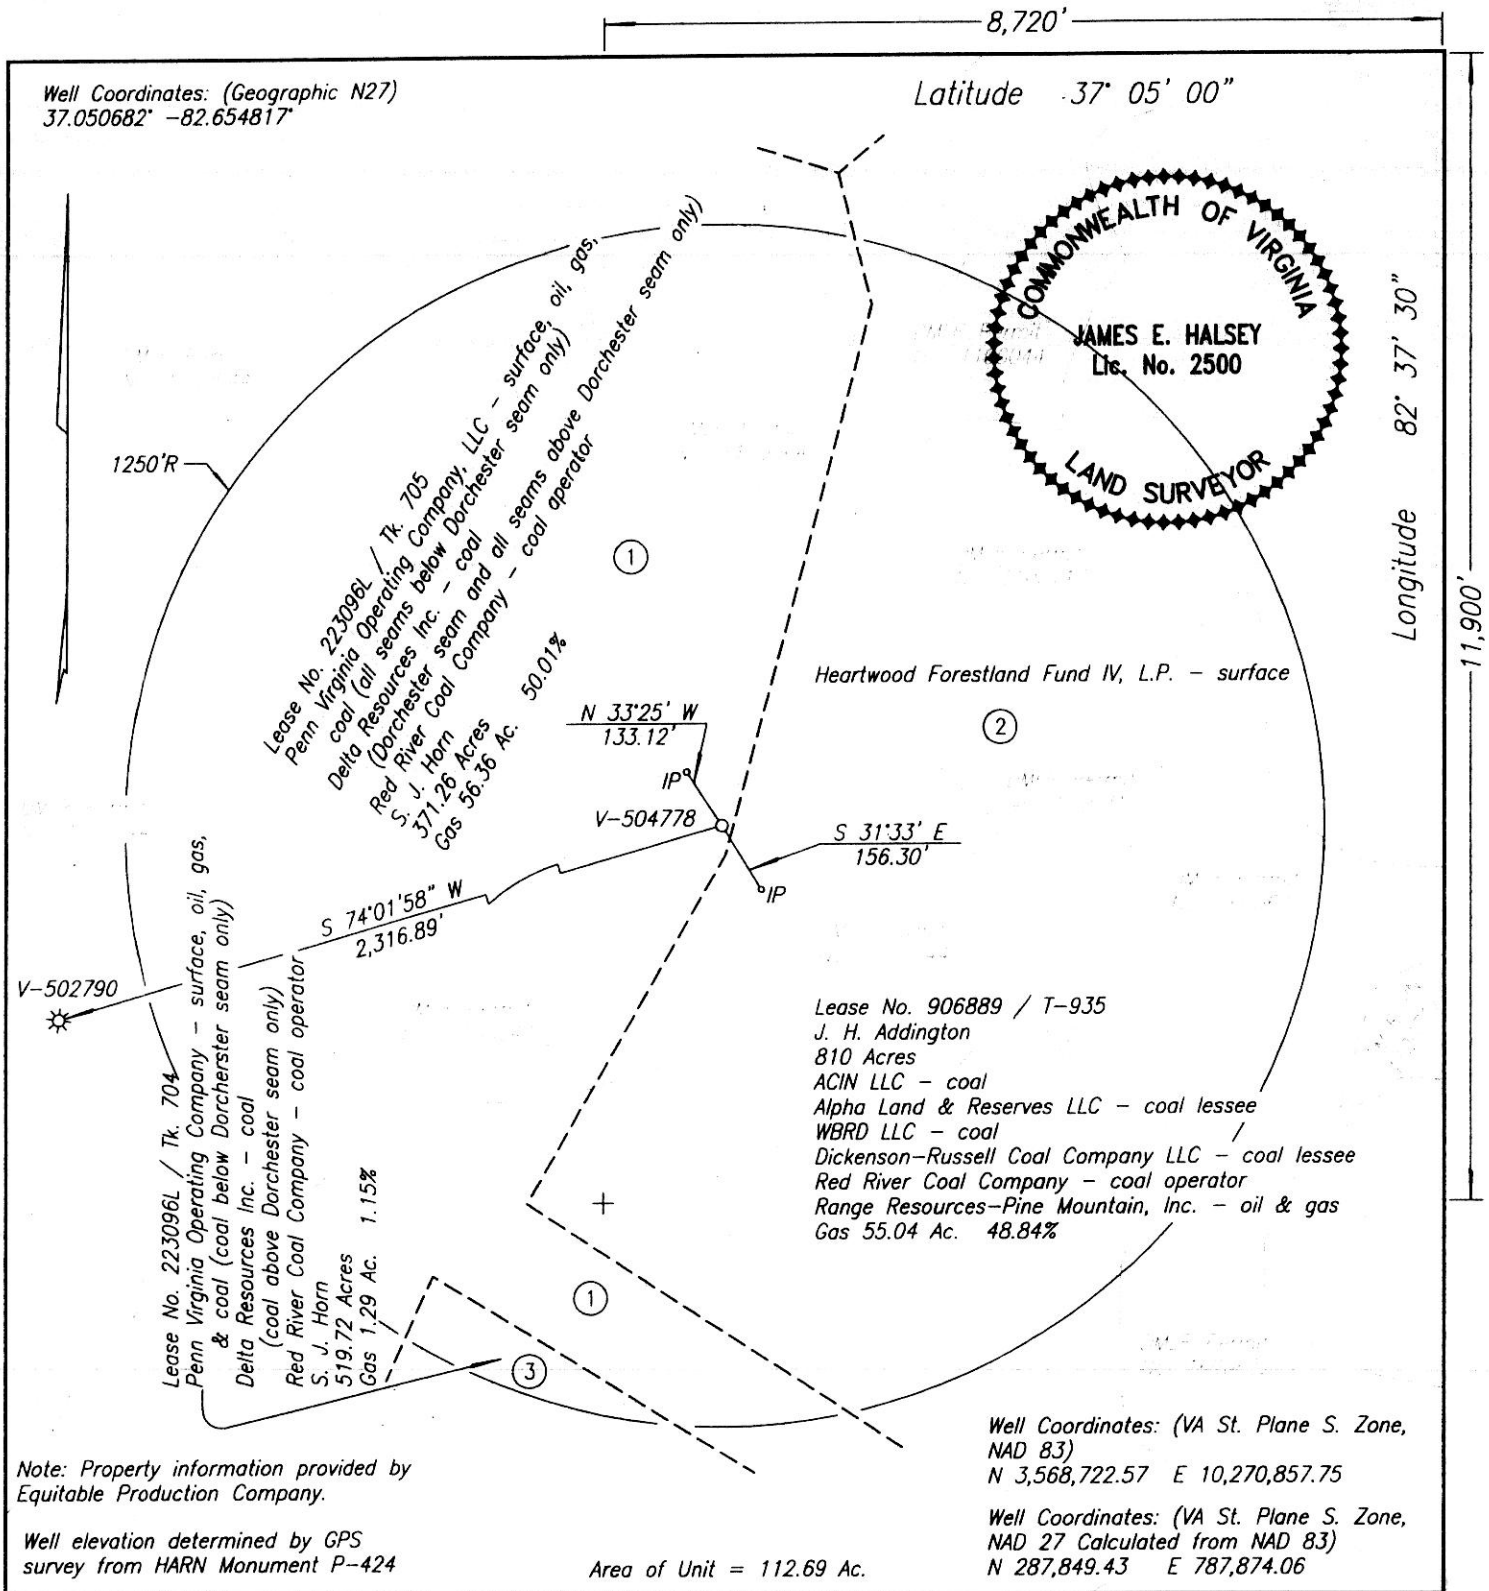 8,720'
Well Coordinates: (Geographic N27)
37.050682° -82.654817°
Latitude 37° 05' 00"
COMMONWEALTH OF VIRGINIA
JAMES E. HALSEY
Lic. No. 2500
LAND SURVEYOR
Longitude 82° 37' 30"
11,900'
1250'R
Lease No. 223096L / Tk. 705
Penn Virginia Operating Company, LLC - surface, oil, gas,
coal (all seams below Dorchester seam only)
Delta Resources Inc. - coal
(Dorchester seam and all seams above Dorchester seam only)
Red River Coal Company - coal aperator
S. J. Horn
371.26 Acres
Gas 56.36 Ac. 50.01%
1
Heartwood Forestland Fund IV, L.P. - surface
2
N 33°25' W
133.12'
IP
V-504778
S 31°33' E
156.30'
IP
S 74°01'58" W
2,316.89'
V-502790
Lease No. 223096L / Tk. 704
Penn Virginia Operating Company - surface, oil, gas,
& coal (coal below Dorcherster seam only)
Delta Resources Inc. - coal
(coal above Dorchester seam only)
Red River Coal Company - coal operator
S. J. Horn
519.72 Acres
Gas 1.29 Ac. 1.15%
Lease No. 906889 / T-935
J. H. Addington
810 Acres
ACIN LLC - coal
Alpha Land & Reserves LLC - coal lessee
WBRD LLC - coal
Dickenson-Russell Coal Company LLC - coal lessee
Red River Coal Company - coal operator
Range Resources-Pine Mountain, Inc. - oil & gas
Gas 55.04 Ac. 48.84%
1
3
Note: Property information provided by
Equitable Production Company.
Well elevation determined by GPS
survey from HARN Monument P-424
Area of Unit = 112.69 Ac.
Well Coordinates: (VA St. Plane S. Zone,
NAD 83)
N 3,568,722.57 E 10,270,857.75
Well Coordinates: (VA St. Plane S. Zone,
NAD 27 Calculated from NAD 83)
N 287,849.43 E 787,874.06